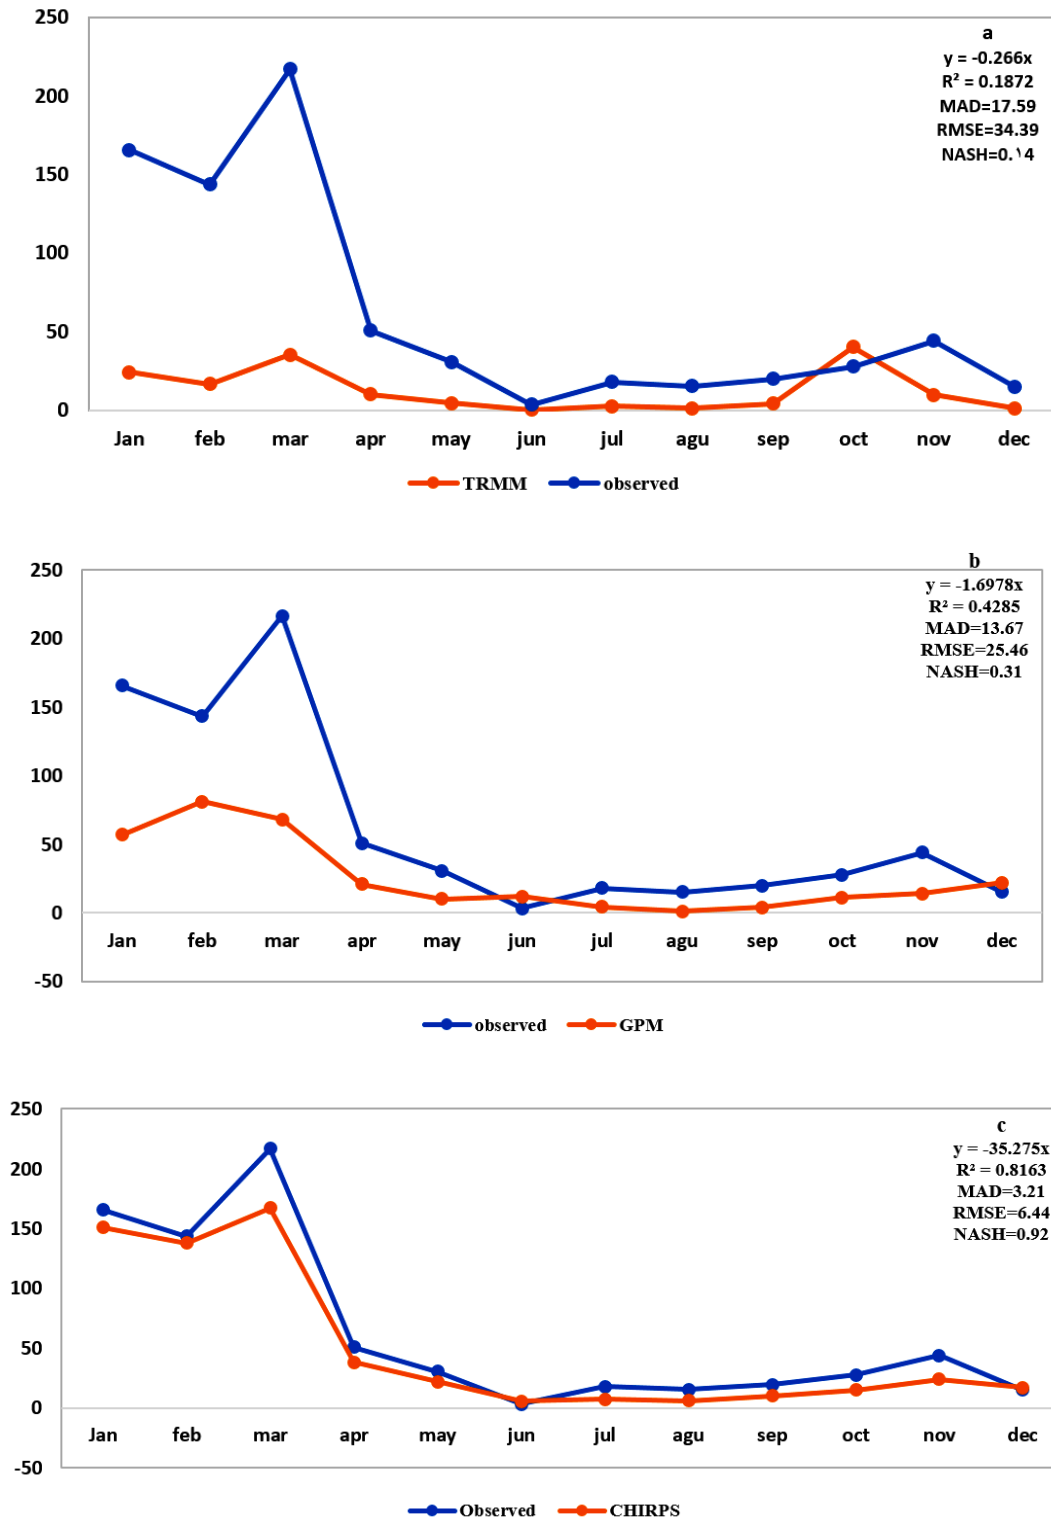 250
200
150
100
50
0
a
y = -0.266x
R² = 0.1872
MAD=17.59
RMSE=34.39
NASH=0.١4
Jan feb mar apr may jun jul agu sep oct nov dec
TRMM observed
250
200
150
100
50
0
-50
b
y = -1.6978x
R² = 0.4285
MAD=13.67
RMSE=25.46
NASH=0.31
Jan feb mar apr may jun jul agu sep oct nov dec
observed GPM
250
200
150
100
50
0
-50
c
y = -35.275x
R² = 0.8163
MAD=3.21
RMSE=6.44
NASH=0.92
Jan feb mar apr may jun jul agu sep oct nov dec
Observed CHIRPS